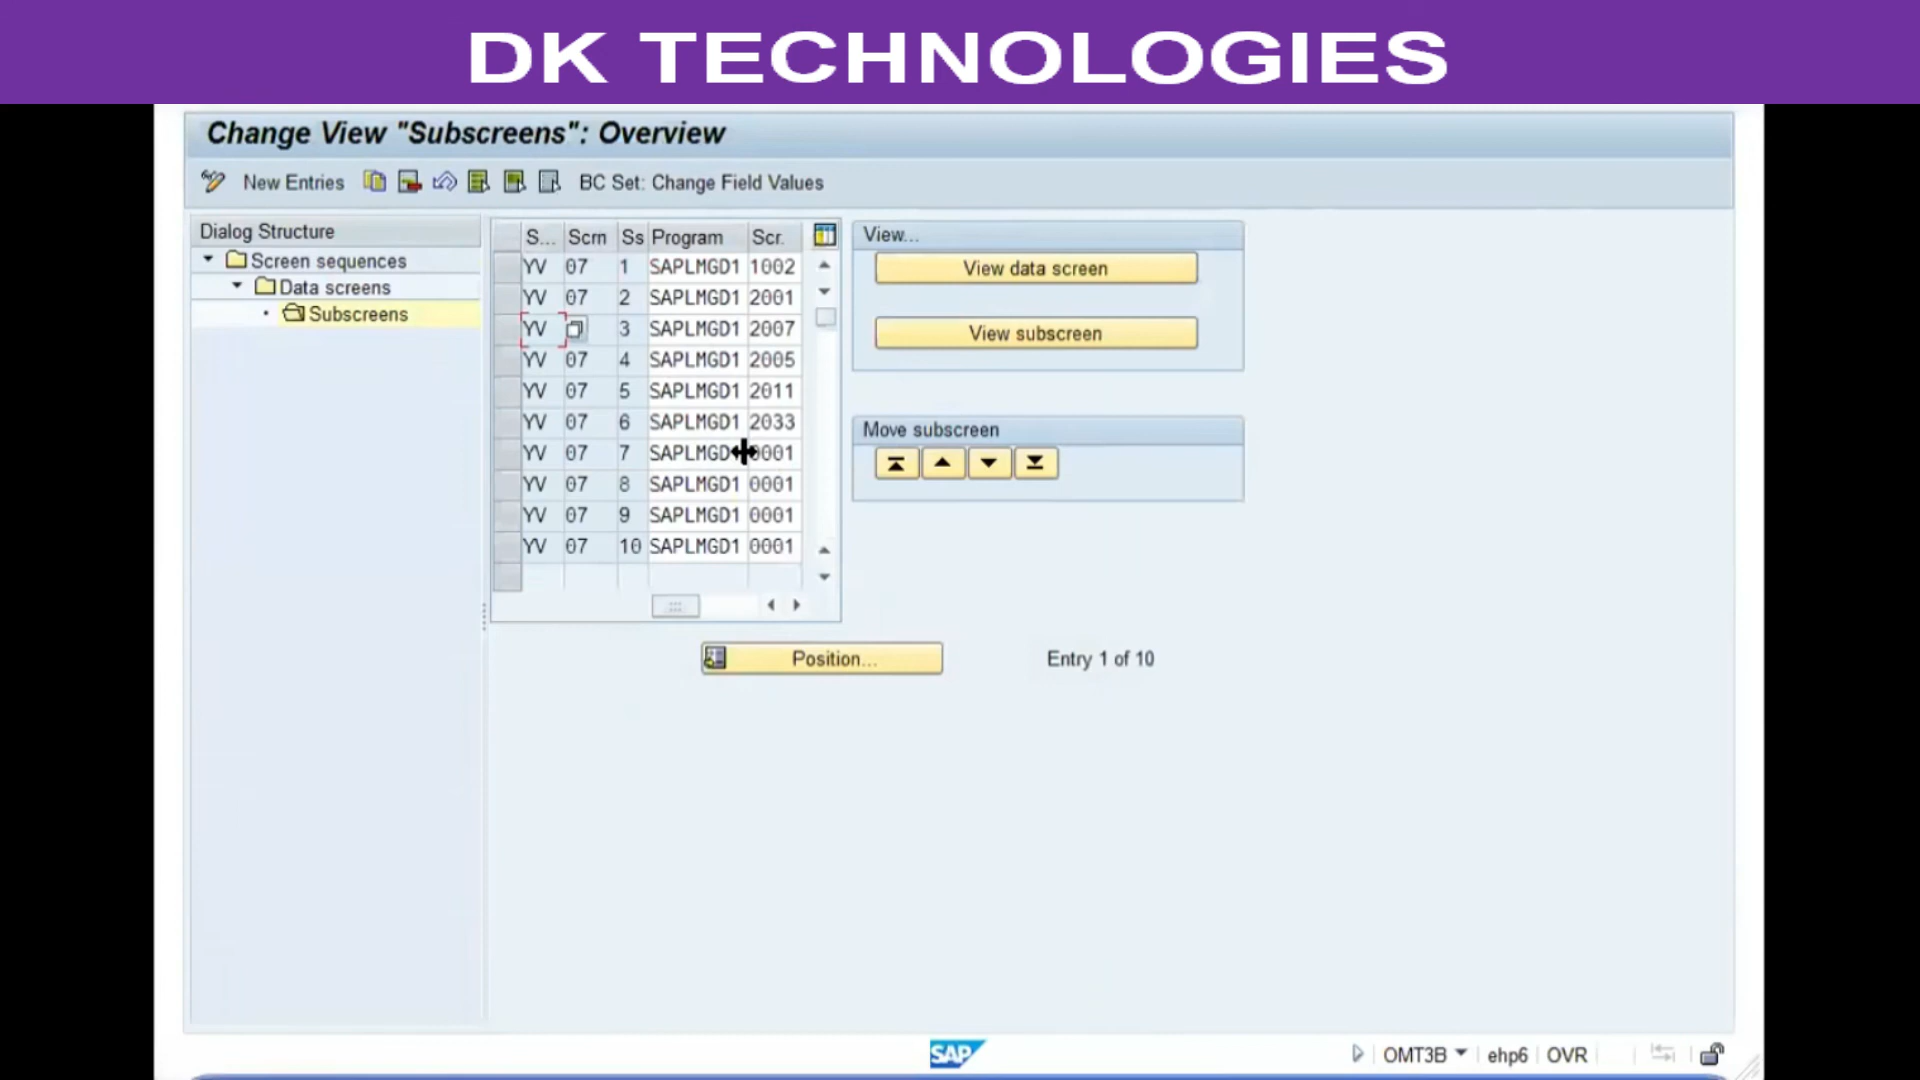 DK TECHNOLOGIES
Change View "Subscreens": Overview
New Entries BC Set: Change Field Values
Dialog Structure
Screen sequences
Data screens
Subscreens
S... Scrn Ss Program Scr.
YV 07 1 SAPLMGD1 1002
YV 07 2 SAPLMGD1 2001
YV 3 SAPLMGD1 2007
YV 07 4 SAPLMGD1 2005
YV 07 5 SAPLMGD1 2011
YV 07 6 SAPLMGD1 2033
YV 07 7 SAPLMGD 0001
YV 07 8 SAPLMGD1 0001
YV 07 9 SAPLMGD1 0001
YV 07 10 SAPLMGD1 0001
View...
View data screen
View subscreen
Move subscreen
Position...
Entry 1 of 10
SAP
OMT3B ehp6 OVR